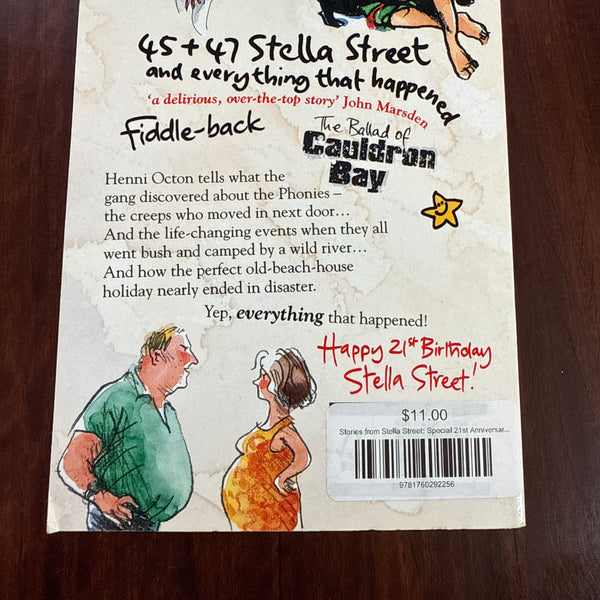 45 + 47 Stella Street
and everything that happened
'a delirious, over-the-top story' John Marsden
Fiddle-back
The Ballad of
Cauldron
Bay
Henni Octon tells what the
gang discovered about the Phonies –
the creeps who moved in next door…
And the life-changing events when they all
went bush and camped by a wild river…
And how the perfect old-beach-house
holiday nearly ended in disaster.
Yep, everything that happened!
Happy 21st Birthday
Stella Street!
$11.00
Stories from Stella Street: Special 21st Anniversar...
9781760292256